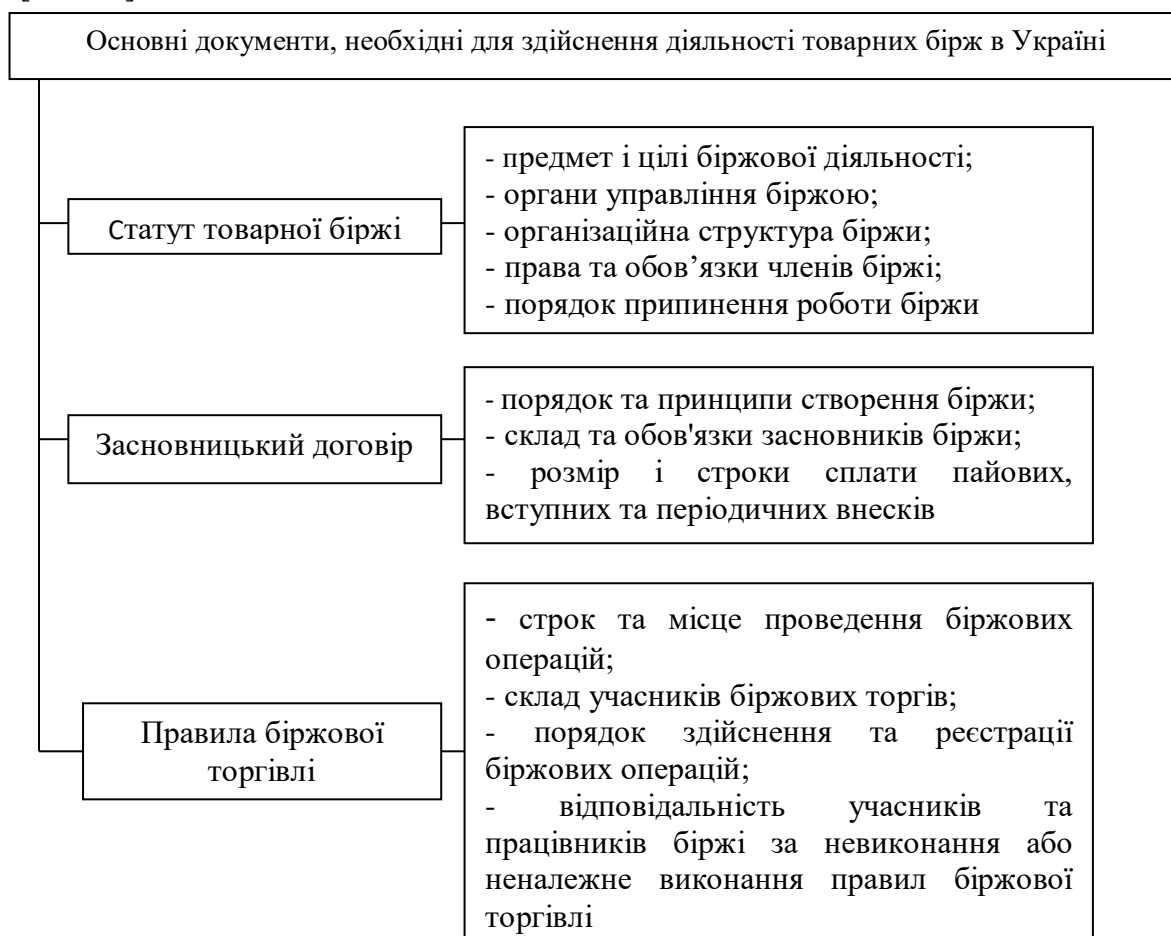 Основні документи, необхідні для здійснення діяльності товарних бірж в Україні
Статут товарної біржі
- предмет і цілі біржової діяльності;
- органи управління біржою;
- організаційна структура біржи;
- права та обов’язки членів біржі;
- порядок припинення роботи біржи
Засновницький договір
- порядок та принципи створення біржи;
- склад та обов'язки засновників біржи;
- розмір і строки сплати пайових,
вступних та періодичних внесків
Правила біржової
торгівлі
- строк та місце проведення біржових
операцій;
- склад учасників біржових торгів;
- порядок здійснення та реєстрації
біржових операцій;
- відповідальність учасників та
працівників біржі за невиконання або
неналежне виконання правил біржової
торгівлі